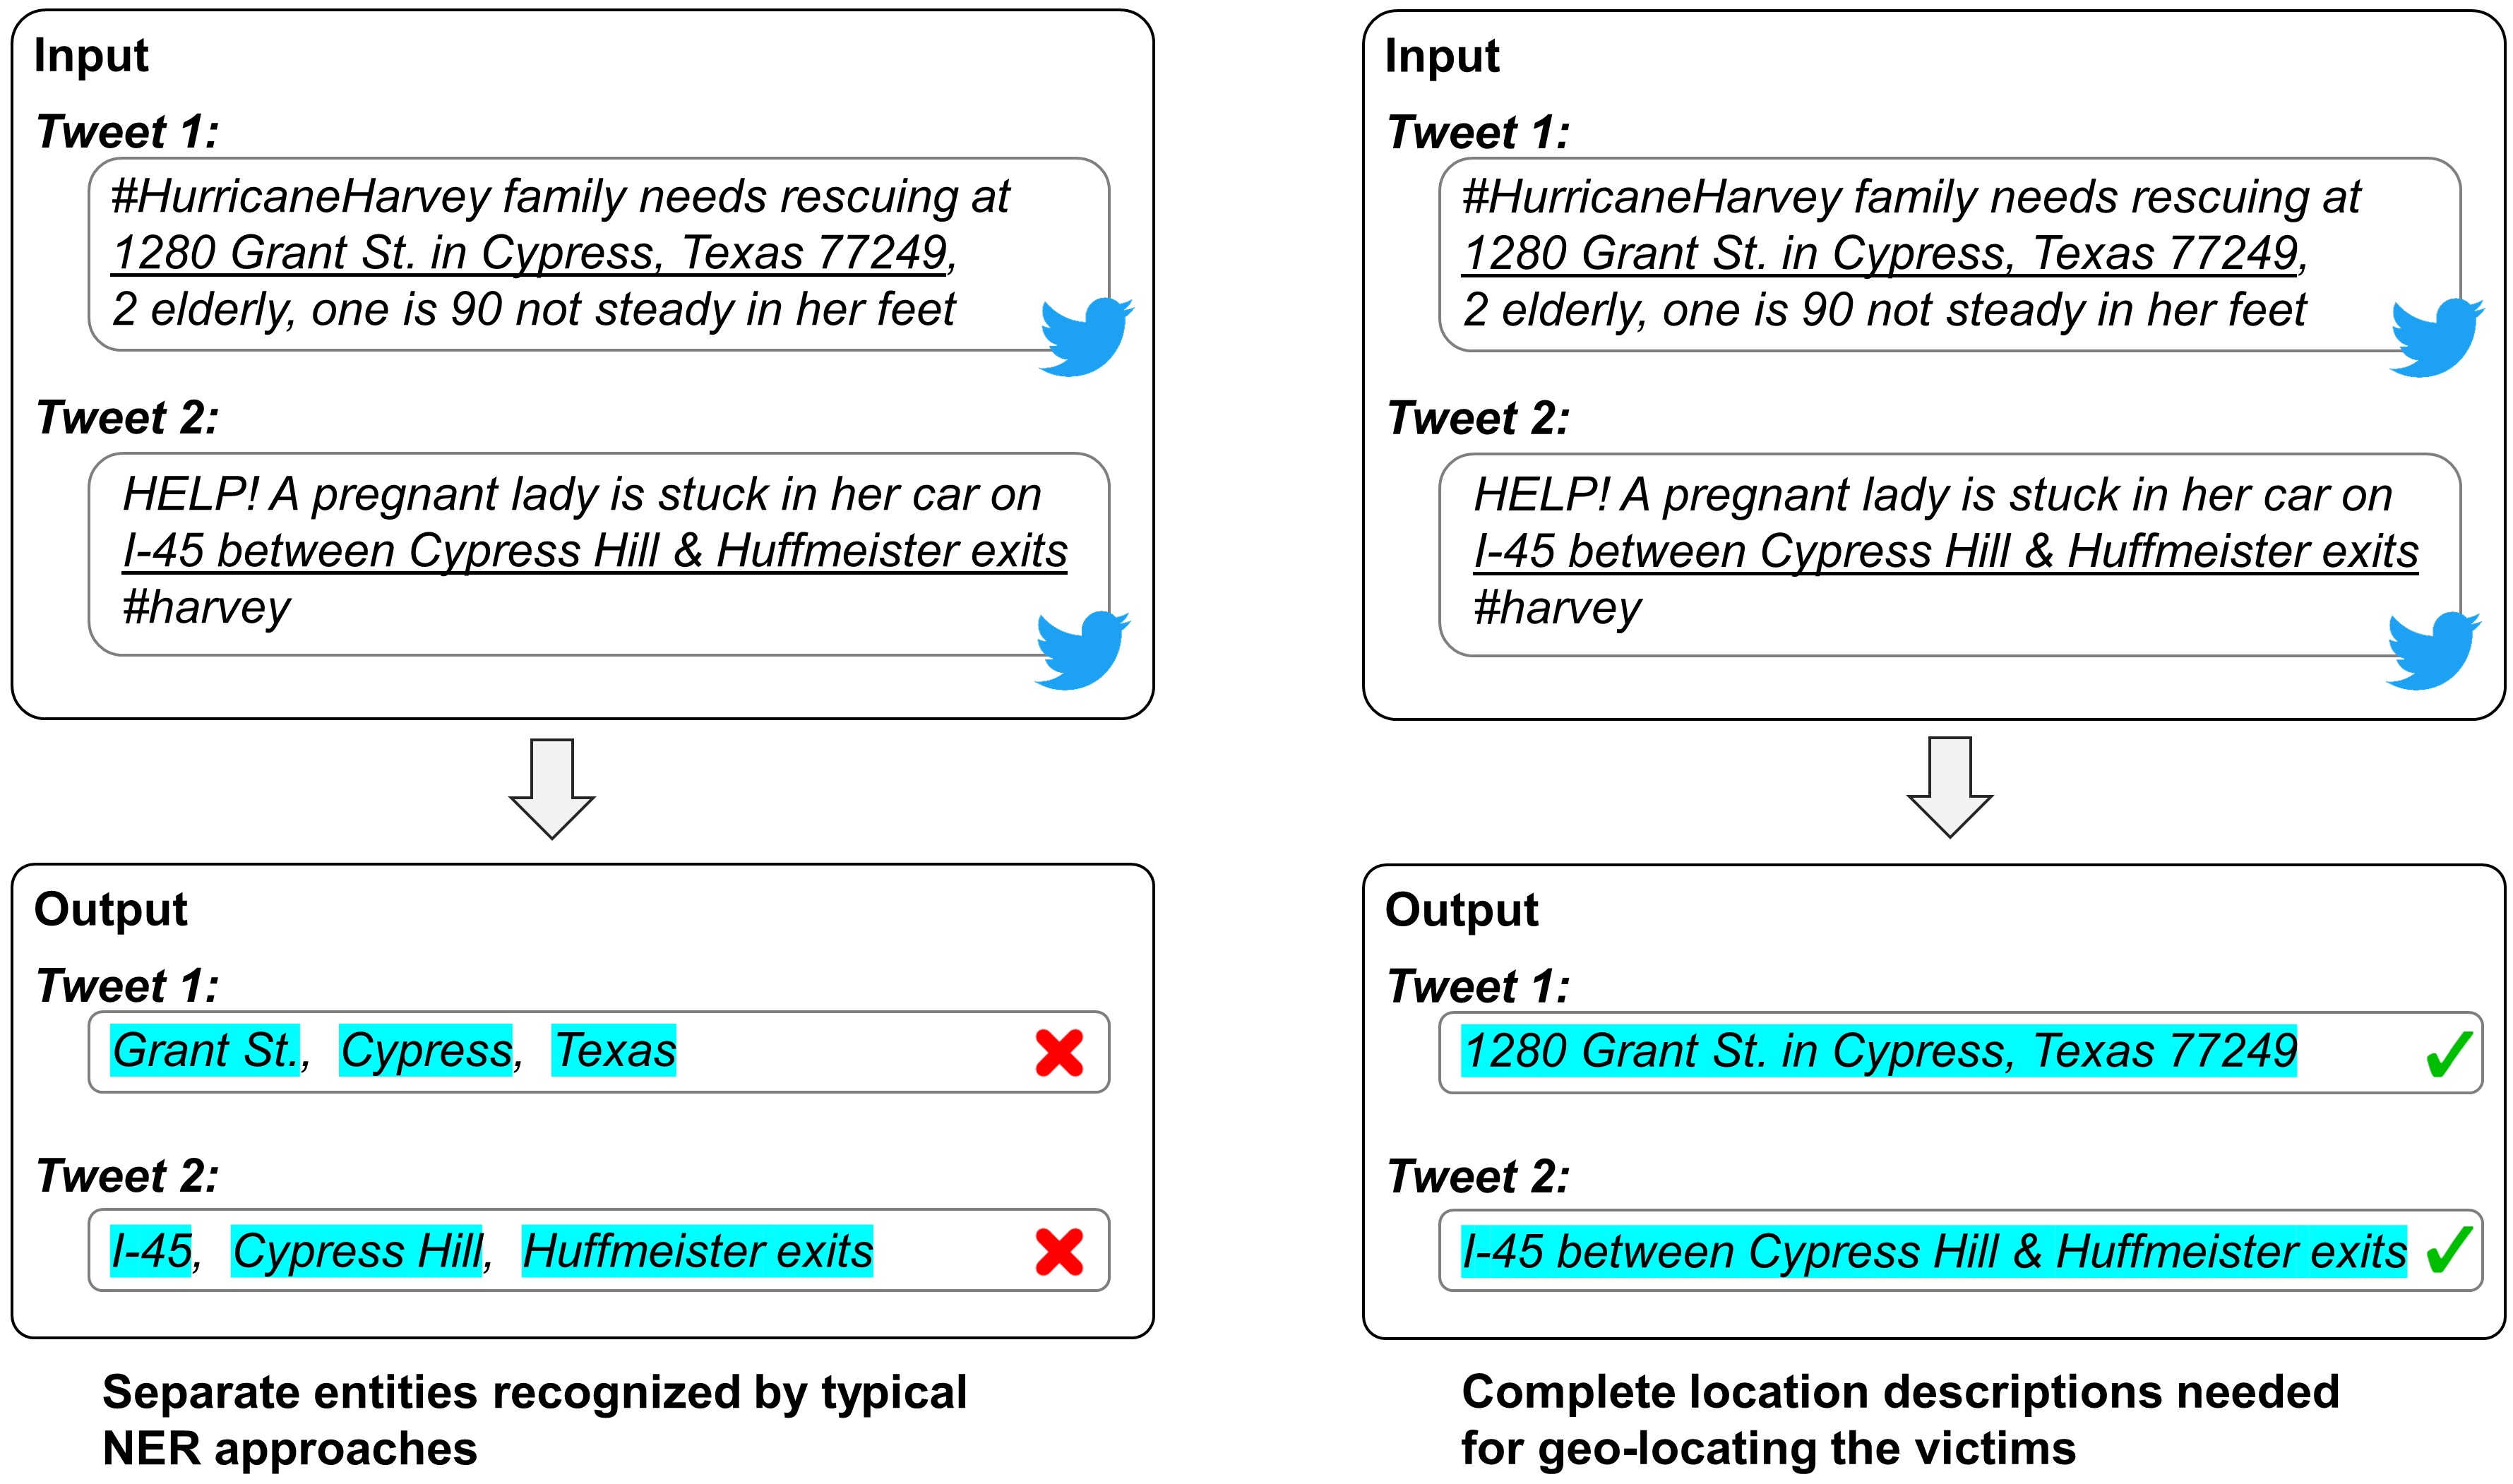 Input
Tweet 1:
#HurricaneHarvey family needs rescuing at
1280 Grant St. in Cypress, Texas 77249,
2 elderly, one is 90 not steady in her feet
Tweet 2:
HELP! A pregnant lady is stuck in her car on
I-45 between Cypress Hill & Huffmeister exits
#harvey
Output
Tweet 1:
Grant St., Cypress, Texas
Tweet 2:
I-45, Cypress Hill, Huffmeister exits
Separate entities recognized by typical
NER approaches
Input
Tweet 1:
#HurricaneHarvey family needs rescuing at
1280 Grant St. in Cypress, Texas 77249,
2 elderly, one is 90 not steady in her feet
Tweet 2:
HELP! A pregnant lady is stuck in her car on
I-45 between Cypress Hill & Huffmeister exits
#harvey
Output
Tweet 1:
1280 Grant St. in Cypress, Texas 77249
Tweet 2:
I-45 between Cypress Hill & Huffmeister exits
Complete location descriptions needed
for geo-locating the victims